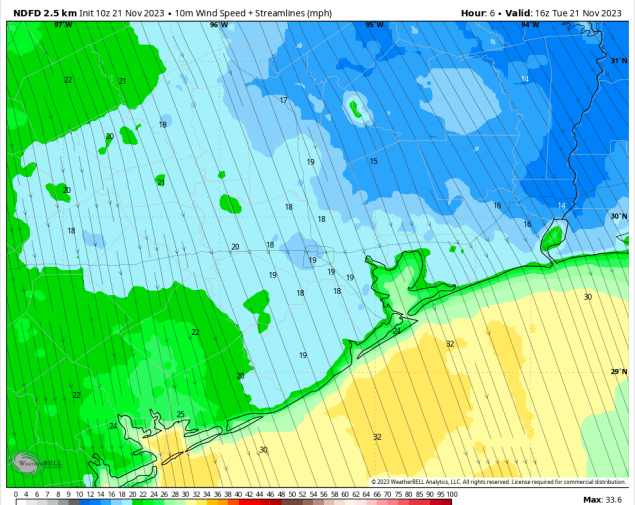 NDFD 2.5 km Init 10z 21 Nov 2023 • 10m Wind Speed + Streamlines (mph) Hour: 6 • Valid: 16z Tue 21 Nov 2023
97°W 96°W 95°W 94°W
31°N
22 21 14
17
18
20
19 15
21
20
18 16 14
18 30°N
18 16
20 18
19
19 19 19
18 18
30
22 24
32
19
29°N
20
22
25
24
32
30
WeatherBELL
© 2023 WeatherBELL Analytics, LLC. All rights reserved. License required for commercial distribution.
0 4 6 7 8 9 10 12 14 16 18 20 22 24 26 28 30 32 34 36 38 40 42 44 46 48 50 52 54 56 58 60 62 64 66 70 75 80 85 90 95 100
Max: 33.6